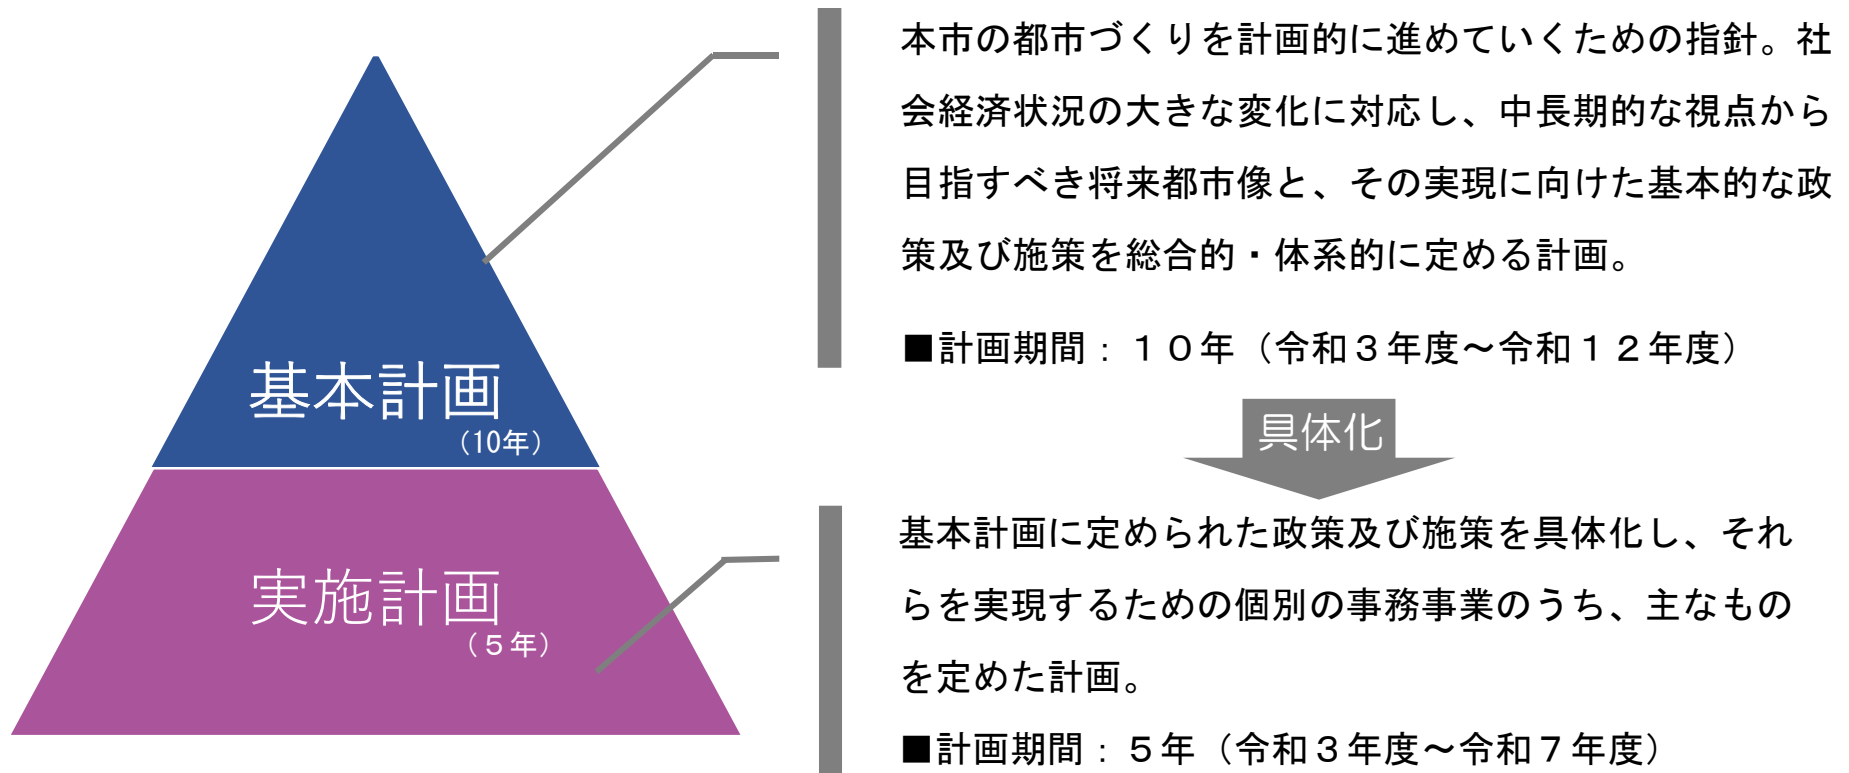 基本計画
（10年）
実施計画
（５年）
本市の都市づくりを計画的に進めていくための指針。社
会経済状況の大きな変化に対応し、中長期的な視点から
目指すべき将来都市像と、その実現に向けた基本的な政
策及び施策を総合的・体系的に定める計画。
■計画期間：１０年（令和３年度～令和１２年度）
具体化
基本計画に定められた政策及び施策を具体化し、それ
らを実現するための個別の事務事業のうち、主なもの
を定めた計画。
■計画期間：５年（令和３年度～令和７年度）